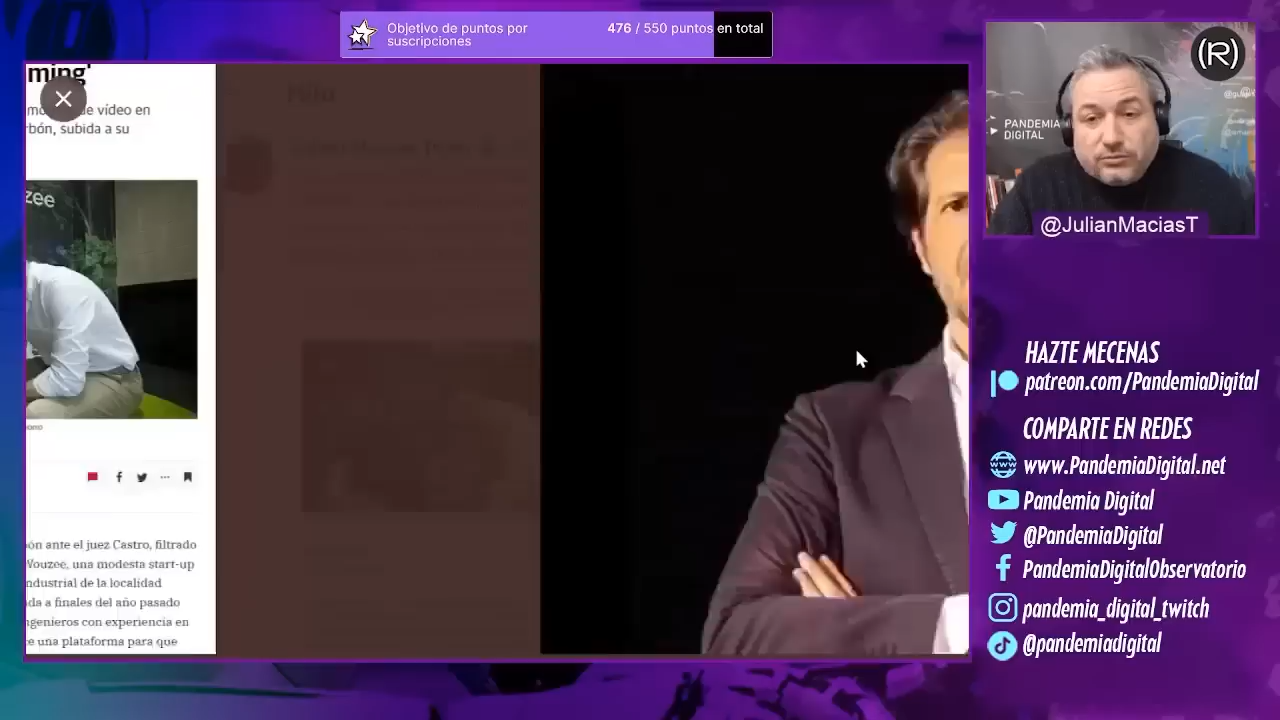 Objetivo de puntos por
suscripciones
476 / 550 puntos en total
ming'
de vídeo en
rbón, subida a su
zee
ón ante el juez Castro, filtrado
Wouzee, una modesta start-up
ndustrial de la localidad
da a finales del año pasado
ngenieros con experiencia en
e una plataforma para que
(R)
PANDEMIA
DIGITAL
@JulianMaciasT
HAZTE MECENAS
patreon.com/PandemiaDigital
COMPARTE EN REDES
www
www.PandemiaDigital.net
Pandemia Digital
@PandemiaDigital
PandemiaDigitalObservatorio
pandemia_digital_twitch
@pandemiadigital